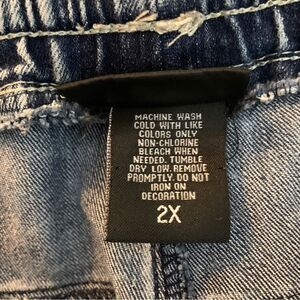 MACHINE WASH
COLD WITH LIKE
COLORS ONLY
NON-CHLORINE
BLEACH WHEN
NEEDED. TUMBLE
DRY LOW. REMOVE
PROMPTLY. DO NOT
IRON ON
DECORATION
2X